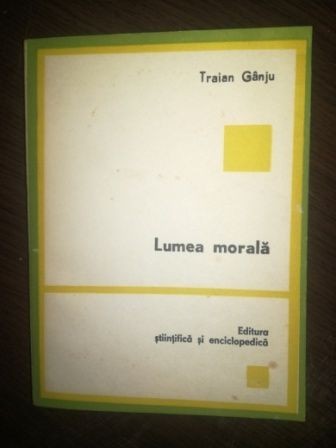 Traian Gânju
Lumea morală
Editura
științifică și enciclopedică